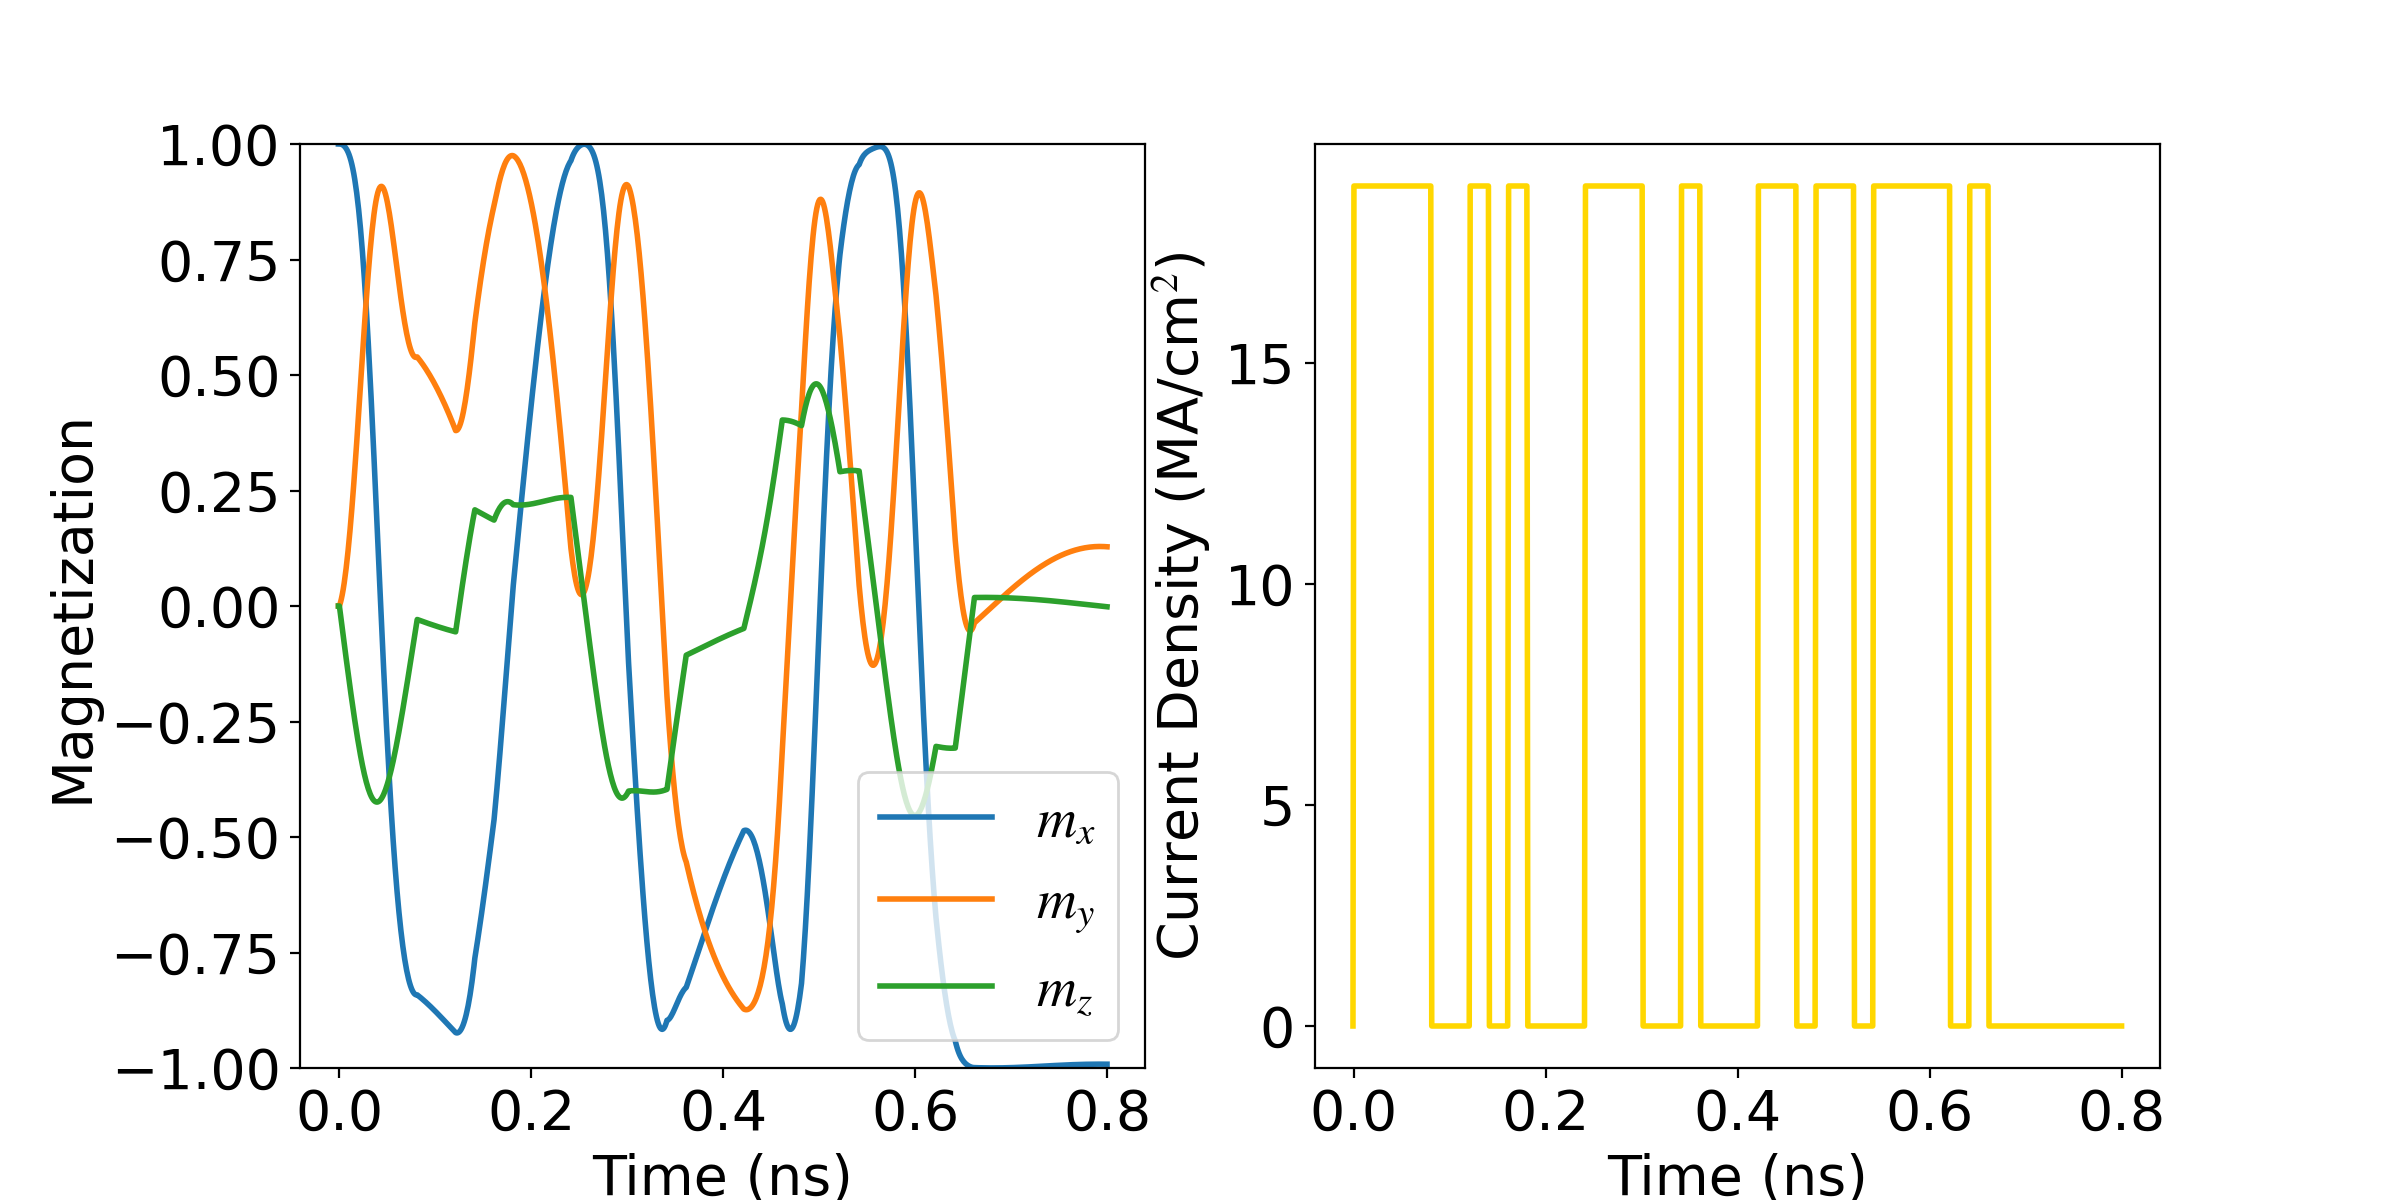 Magnetization
1.00
0.75
0.50
0.25
0.00
−0.25
−0.50
−0.75
−1.00
0.0 0.2 0.4 0.6 0.8
Time (ns)
m_x
m_y
m_z
Current Density (MA/cm²)
15
10
5
0
0.0 0.2 0.4 0.6 0.8
Time (ns)